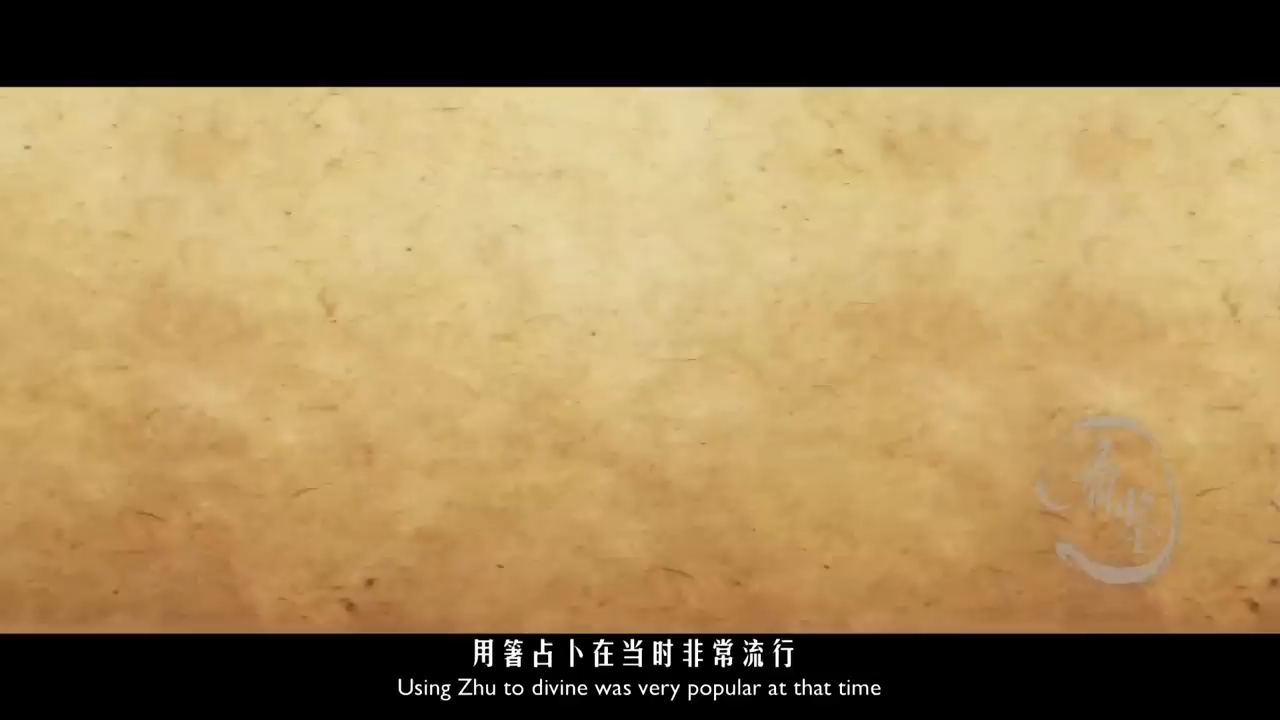 用箸占卜在当时非常流行
Using Zhu to divine was very popular at that time